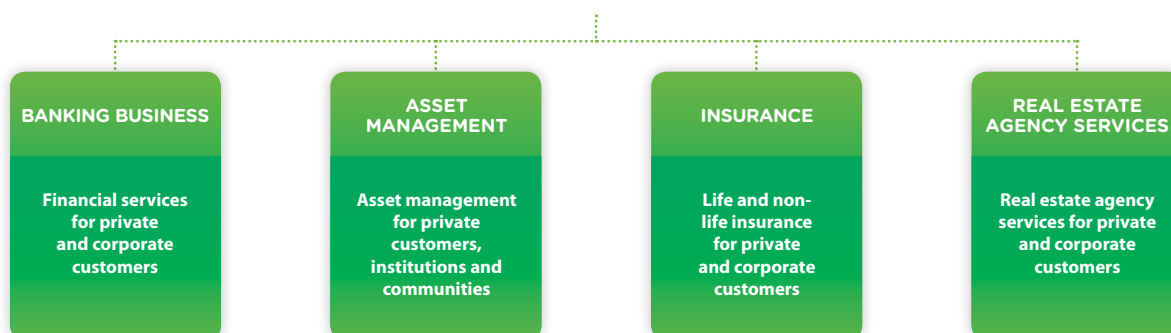 BANKING BUSINESS
Financial services
for private
and corporate
customers
ASSET
MANAGEMENT
Asset management
for private
customers,
institutions and
communities
INSURANCE
Life and non-
life insurance
for private
and corporate
customers
REAL ESTATE
AGENCY SERVICES
Real estate agency
services for private
and corporate
customers